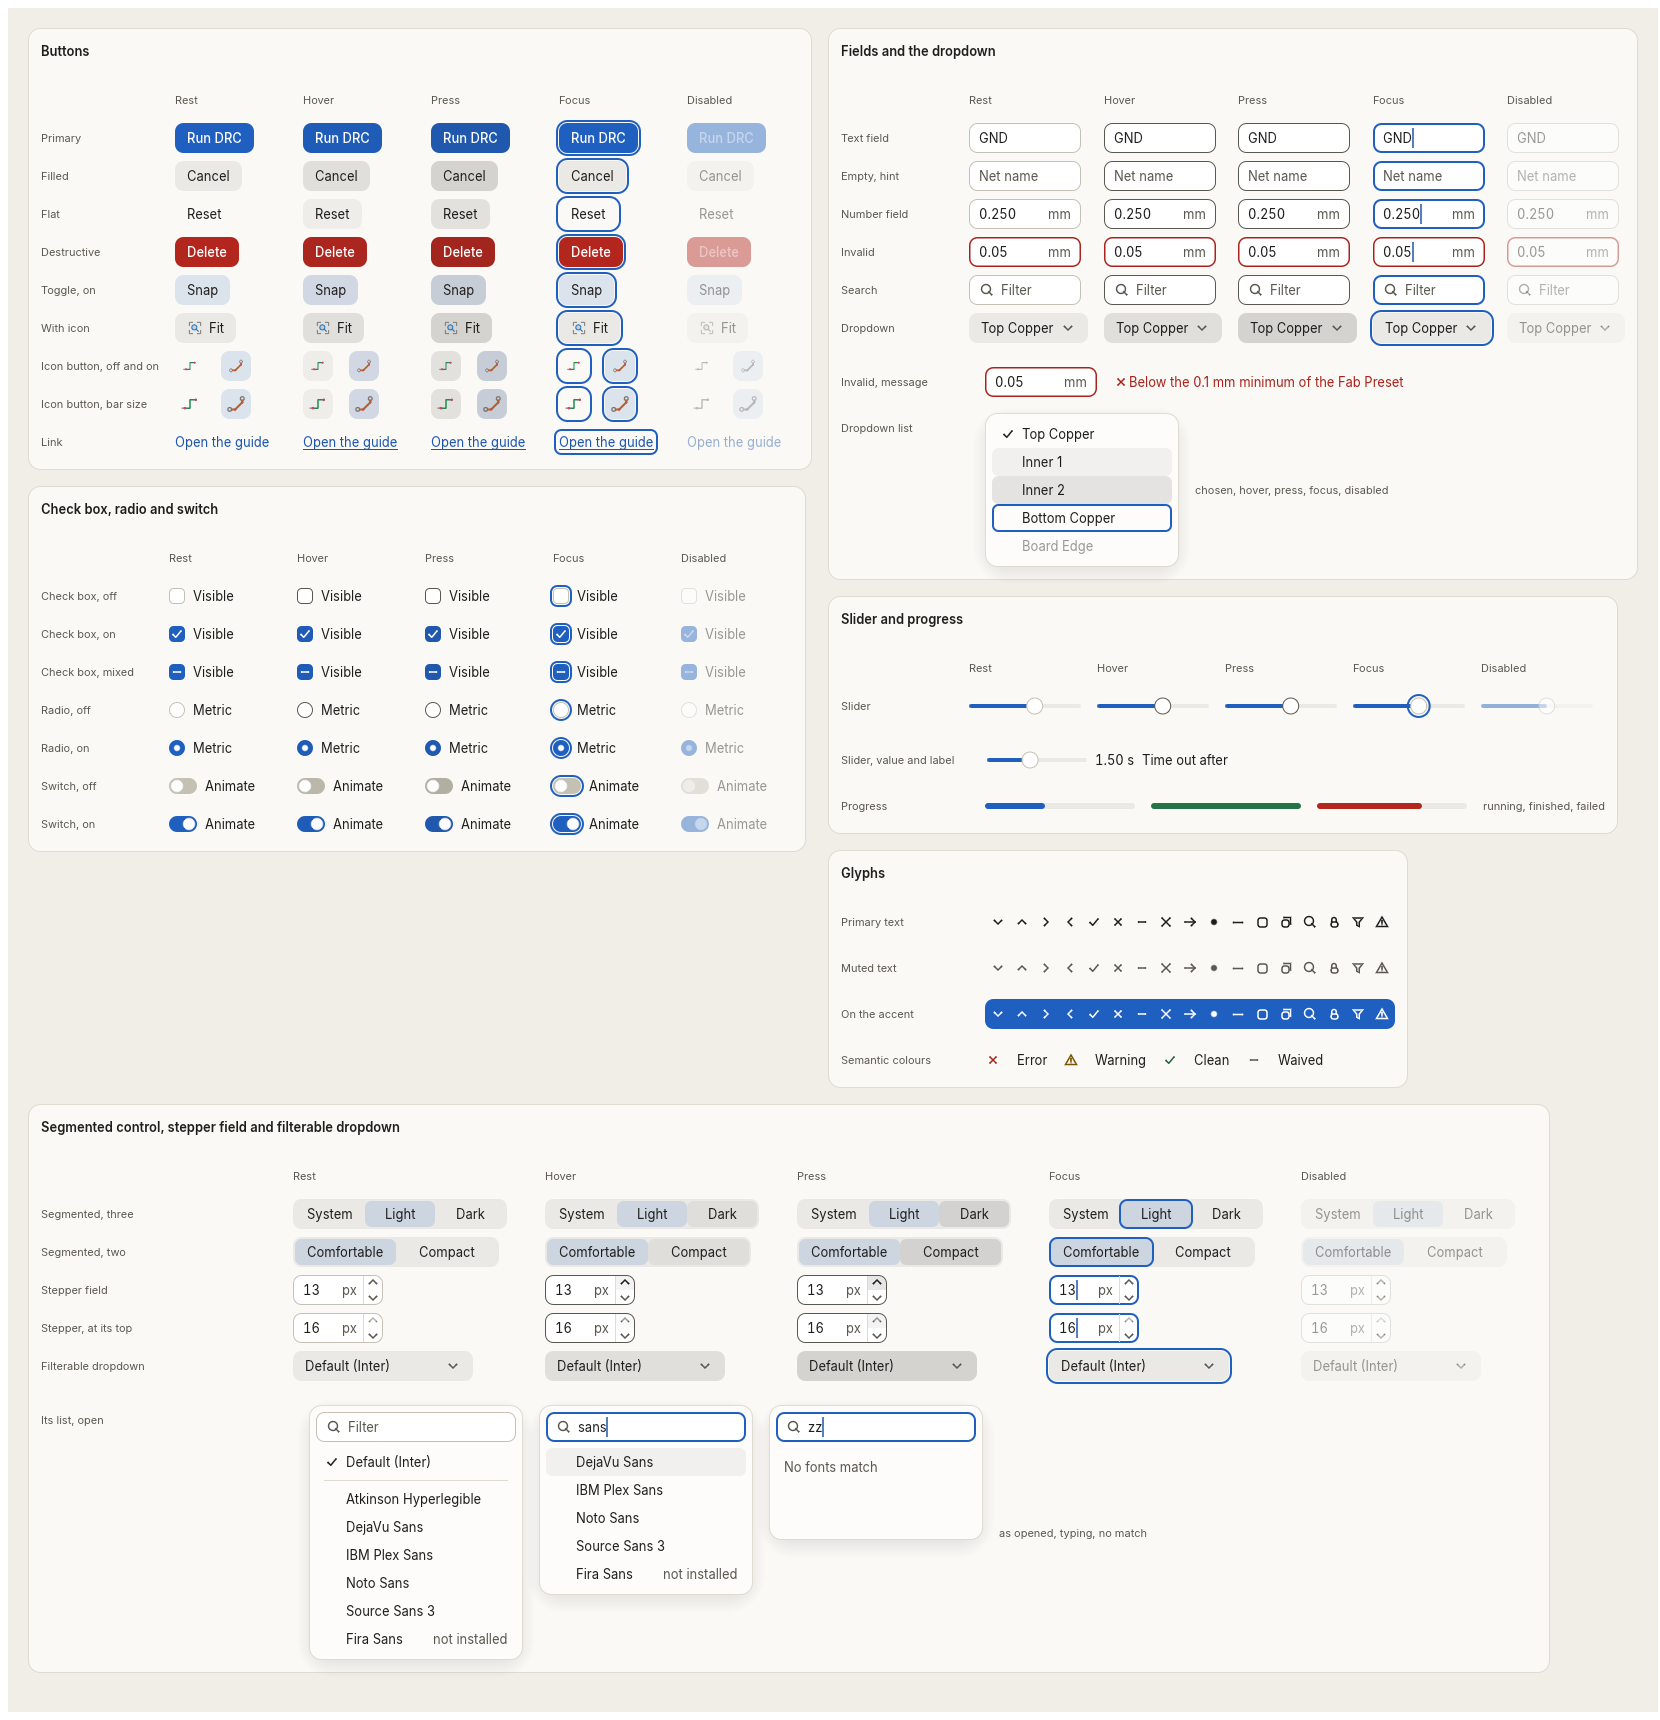 Buttons
Rest Hover Press Focus Disabled
Primary Run DRC Run DRC Run DRC Run DRC Run DRC
Filled Cancel Cancel Cancel Cancel Cancel
Flat Reset Reset Reset Reset Reset
Destructive Delete Delete Delete Delete Delete
Toggle, on Snap Snap Snap Snap Snap
With icon Fit Fit Fit Fit Fit
Icon button, off and on
Icon button, bar size
Link Open the guide Open the guide Open the guide Open the guide Open the guide
Check box, radio and switch
Rest Hover Press Focus Disabled
Check box, off Visible Visible Visible Visible Visible
Check box, on Visible Visible Visible Visible Visible
Check box, mixed Visible Visible Visible Visible Visible
Radio, off Metric Metric Metric Metric Metric
Radio, on Metric Metric Metric Metric Metric
Switch, off Animate Animate Animate Animate Animate
Switch, on Animate Animate Animate Animate Animate
Fields and the dropdown
Rest Hover Press Focus Disabled
Text field GND GND GND GND GND
Empty, hint Net name Net name Net name Net name Net name
Number field 0.250 mm 0.250 mm 0.250 mm 0.250 mm 0.250 mm
Invalid 0.05 mm 0.05 mm 0.05 mm 0.05 mm 0.05 mm
Search Filter Filter Filter Filter Filter
Dropdown Top Copper Top Copper Top Copper Top Copper Top Copper
Invalid, message 0.05 mm Below the 0.1 mm minimum of the Fab Preset
Dropdown list Top Copper
Inner 1
Inner 2 chosen, hover, press, focus, disabled
Bottom Copper
Board Edge
Slider and progress
Rest Hover Press Focus Disabled
Slider
Slider, value and label 1.50 s Time out after
Progress running, finished, failed
Glyphs
Primary text
Muted text
On the accent
Semantic colours Error Warning Clean Waived
Segmented control, stepper field and filterable dropdown
Rest Hover Press Focus Disabled
Segmented, three System Light Dark System Light Dark System Light Dark System Light Dark System Light Dark
Segmented, two Comfortable Compact Comfortable Compact Comfortable Compact Comfortable Compact Comfortable Compact
Stepper field 13 px 13 px 13 px 13 px 13 px
Stepper, at its top 16 px 16 px 16 px 16 px 16 px
Filterable dropdown Default (Inter) Default (Inter) Default (Inter) Default (Inter) Default (Inter)
Its list, open
Filter
Default (Inter)
Atkinson Hyperlegible
DejaVu Sans
IBM Plex Sans
Noto Sans
Source Sans 3
Fira Sans not installed
sans
DejaVu Sans
IBM Plex Sans
Noto Sans
Source Sans 3
Fira Sans not installed
zz
No fonts match
as opened, typing, no match